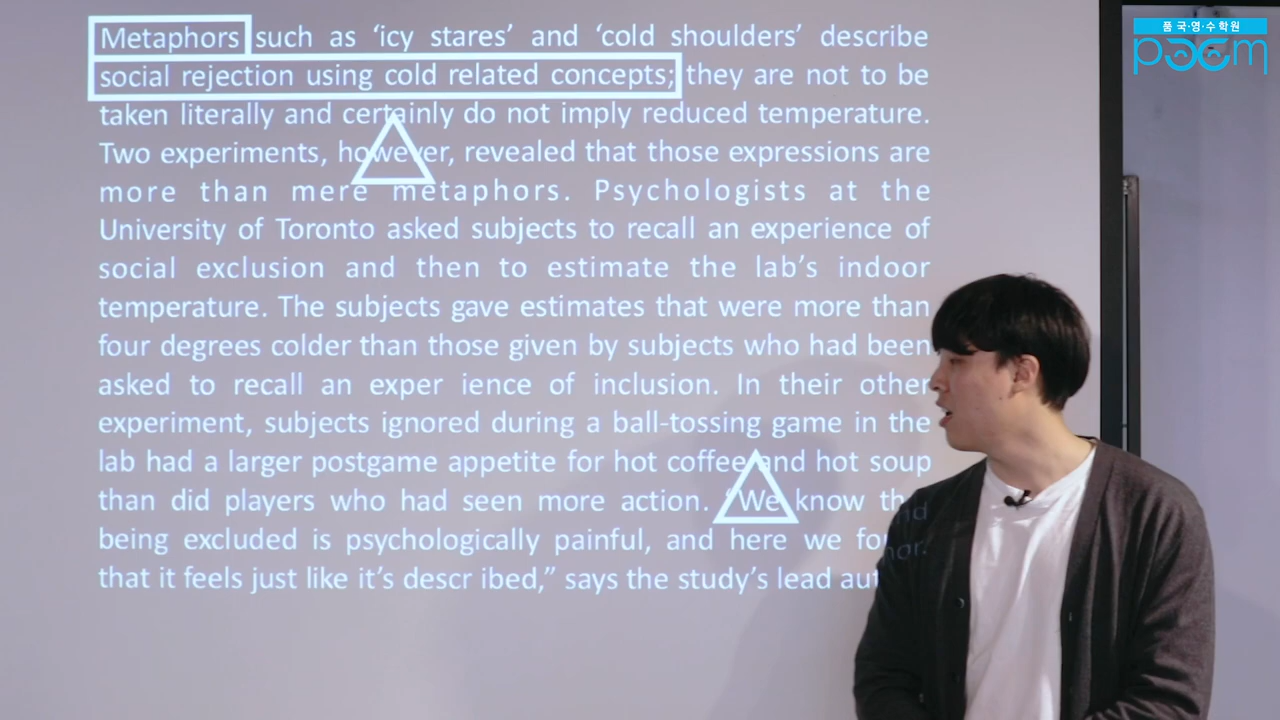 품 국·영·수 학원
poem
Metaphors such as ‘icy stares’ and ‘cold shoulders’ describe
social rejection using cold related concepts; they are not to be
taken literally and certainly do not imply reduced temperature.
Two experiments, however, revealed that those expressions are
more than mere metaphors. Psychologists at the
University of Toronto asked subjects to recall an experience of
social exclusion and then to estimate the lab’s indoor
temperature. The subjects gave estimates that were more than
four degrees colder than those given by subjects who had been
asked to recall an exper ience of inclusion. In their other
experiment, subjects ignored during a ball-tossing game in the
lab had a larger postgame appetite for hot coffee and hot soup
than did players who had seen more action. “We know
being excluded is psychologically painful, and here we found
that it feels just like it’s descr ibed,” says the study’s lead author.